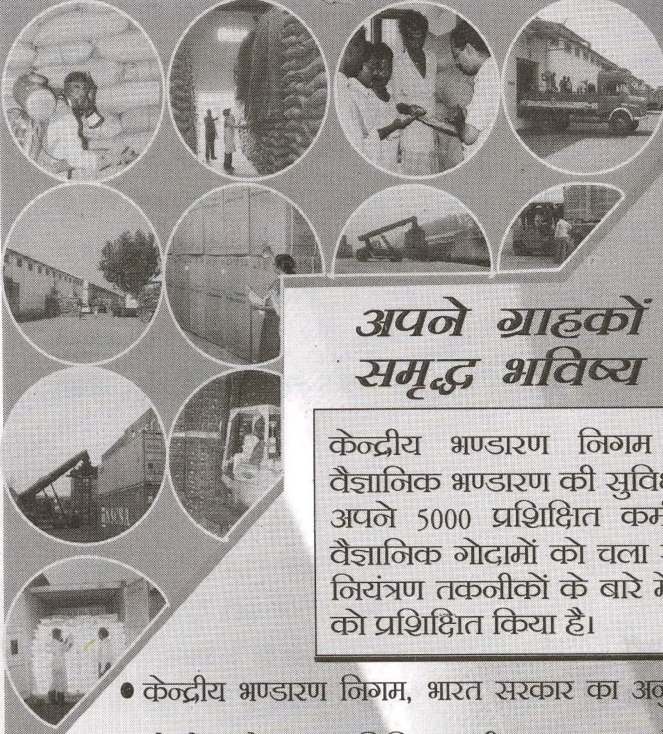 अपने ग्राहकों
समृद्ध भविष्य
केन्द्रीय भण्डारण निगम
वैज्ञानिक भण्डारण की
अपने 5000 प्रशिक्षित
वैज्ञानिक गोदामों को चला
नियंत्रण तकनीकों के बारे
को प्रशिक्षित किया है।
• केन्द्रीय भण्डारण निगम, भारत सरकार का